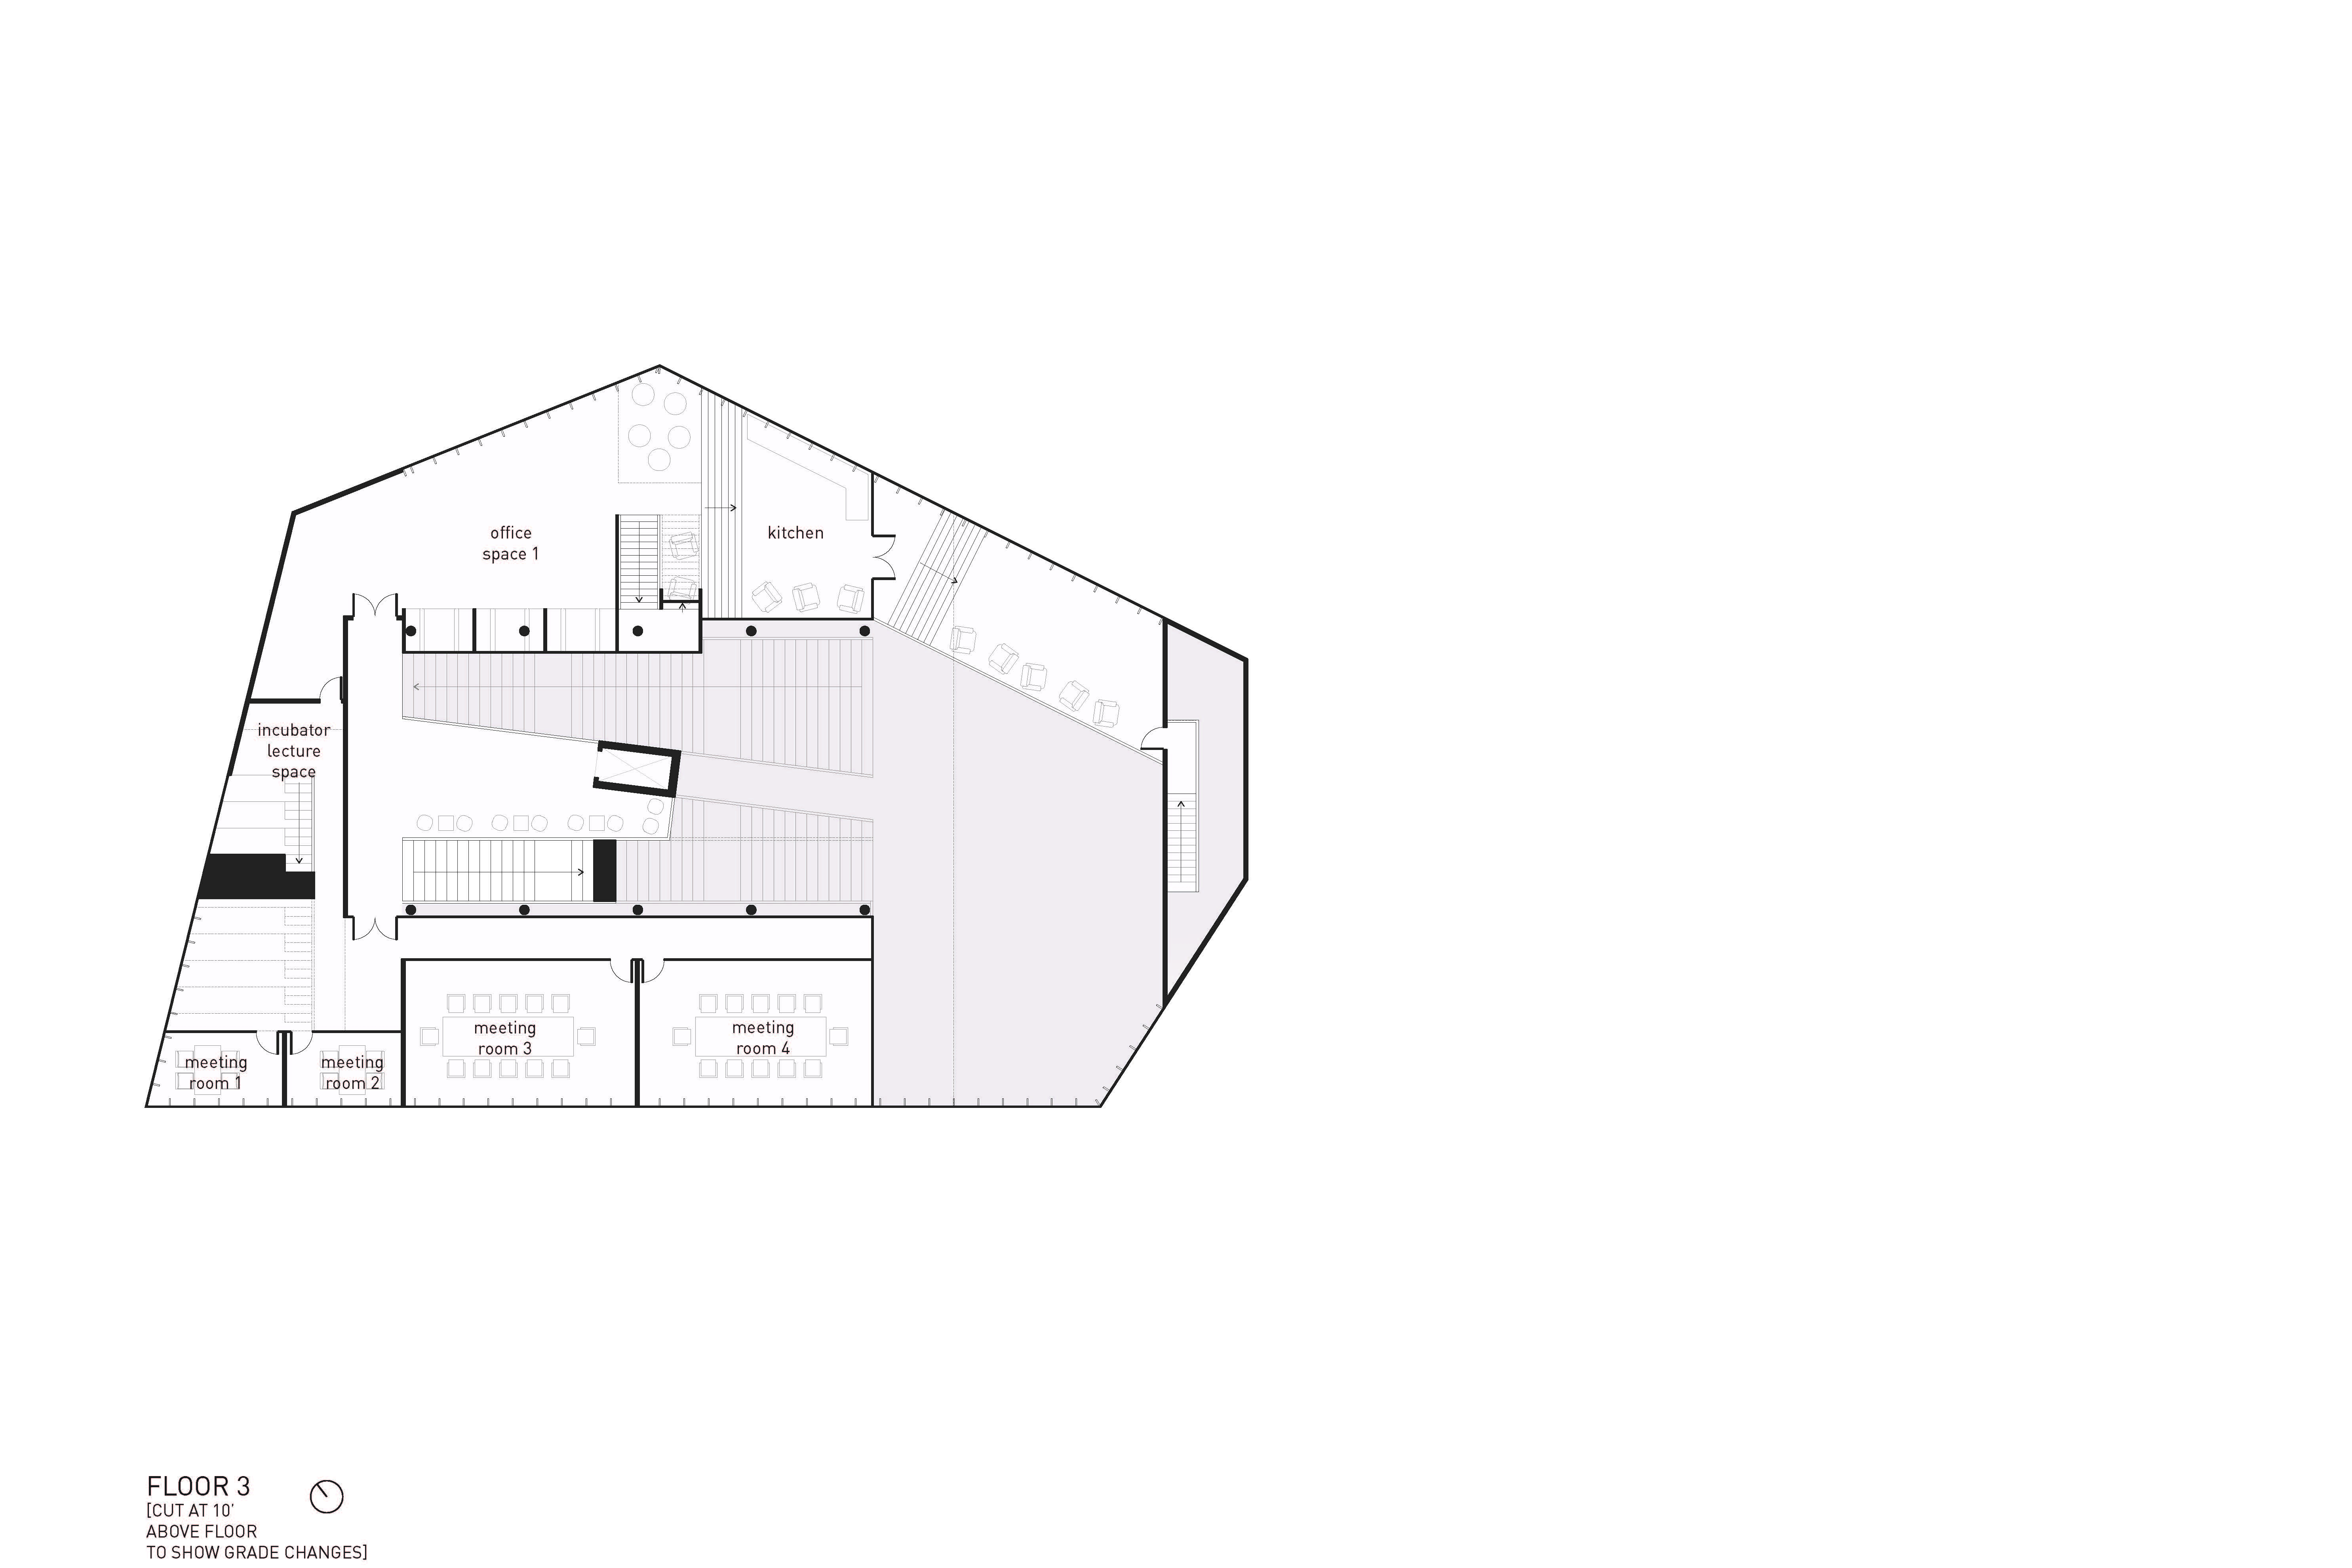 office
space 1
kitchen
incubator
lecture
space
meeting
room 1
meeting
room 2
meeting
room 3
meeting
room 4
FLOOR 3
[CUT AT 10'
ABOVE FLOOR
TO SHOW GRADE CHANGES]